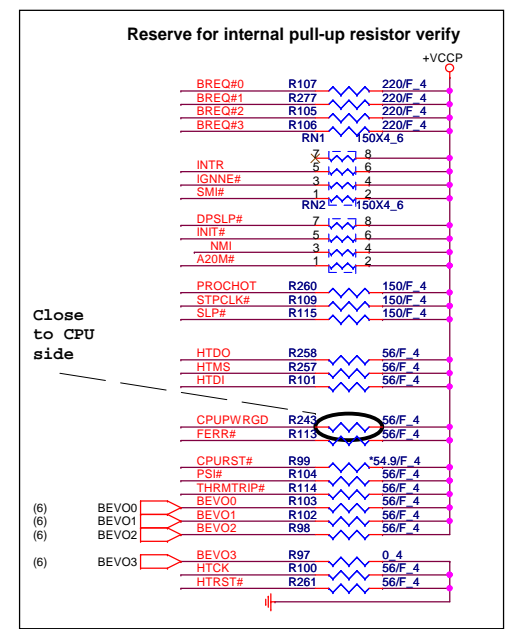 Reserve for internal pull-up resistor verify
+VCCP
BREQ#0 R107 220/F_4
BREQ#1 R277 220/F_4
BREQ#2 R105 220/F_4
BREQ#3 R106 220/F_4
RN1 150X4_6
7 8
INTR 5 6
IGNNE# 3 4
SMI# 1 2
RN2 150X4_6
DPSLP# 7 8
INIT# 5 6
NMI 3 4
A20M# 1 2
PROCHOT R260 150/F_4
STPCLK# R109 150/F_4
SLP# R115 150/F_4
Close
to CPU
side
HTDO R258 56/F_4
HTMS R257 56/F_4
HTDI R101 56/F_4
CPUPWRGD R243 56/F_4
FERR# R113 56/F_4
CPURST# R99 *54.9/F_4
PSI# R104 56/F_4
THRMTRIP# R114 56/F_4
(6) BEVO0 BEVO0 R103 56/F_4
(6) BEVO1 BEVO1 R102 56/F_4
(6) BEVO2 BEVO2 R98 56/F_4
(6) BEVO3 BEVO3 R97 0_4
HTCK R100 56/F_4
HTRST# R261 56/F_4